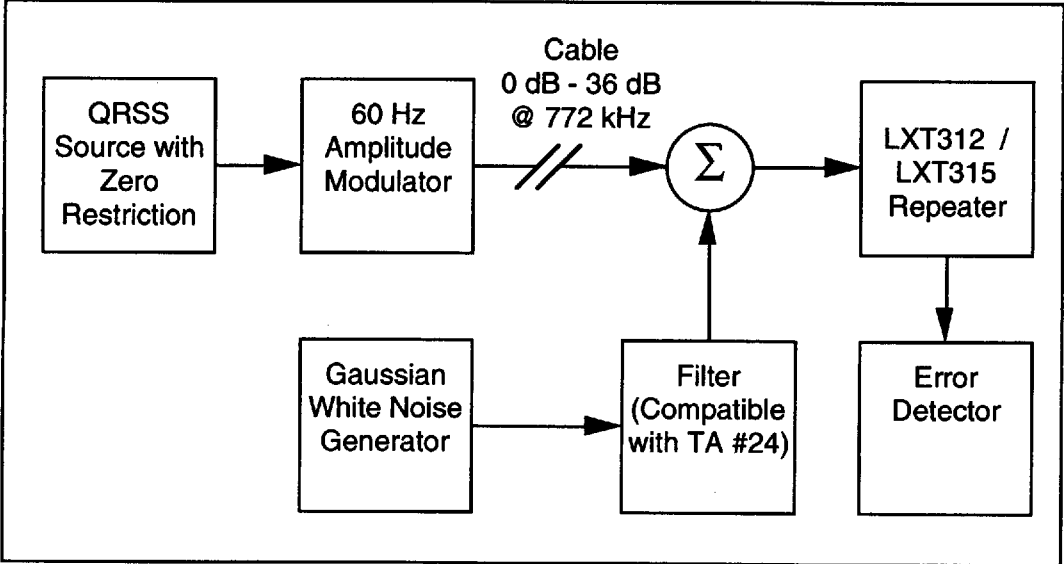 QRSS
Source with
Zero
Restriction
60 Hz
Amplitude
Modulator
Cable
0 dB - 36 dB
@ 772 kHz
Σ
LXT312 /
LXT315
Repeater
Gaussian
White Noise
Generator
Filter
(Compatible
with TA #24)
Error
Detector